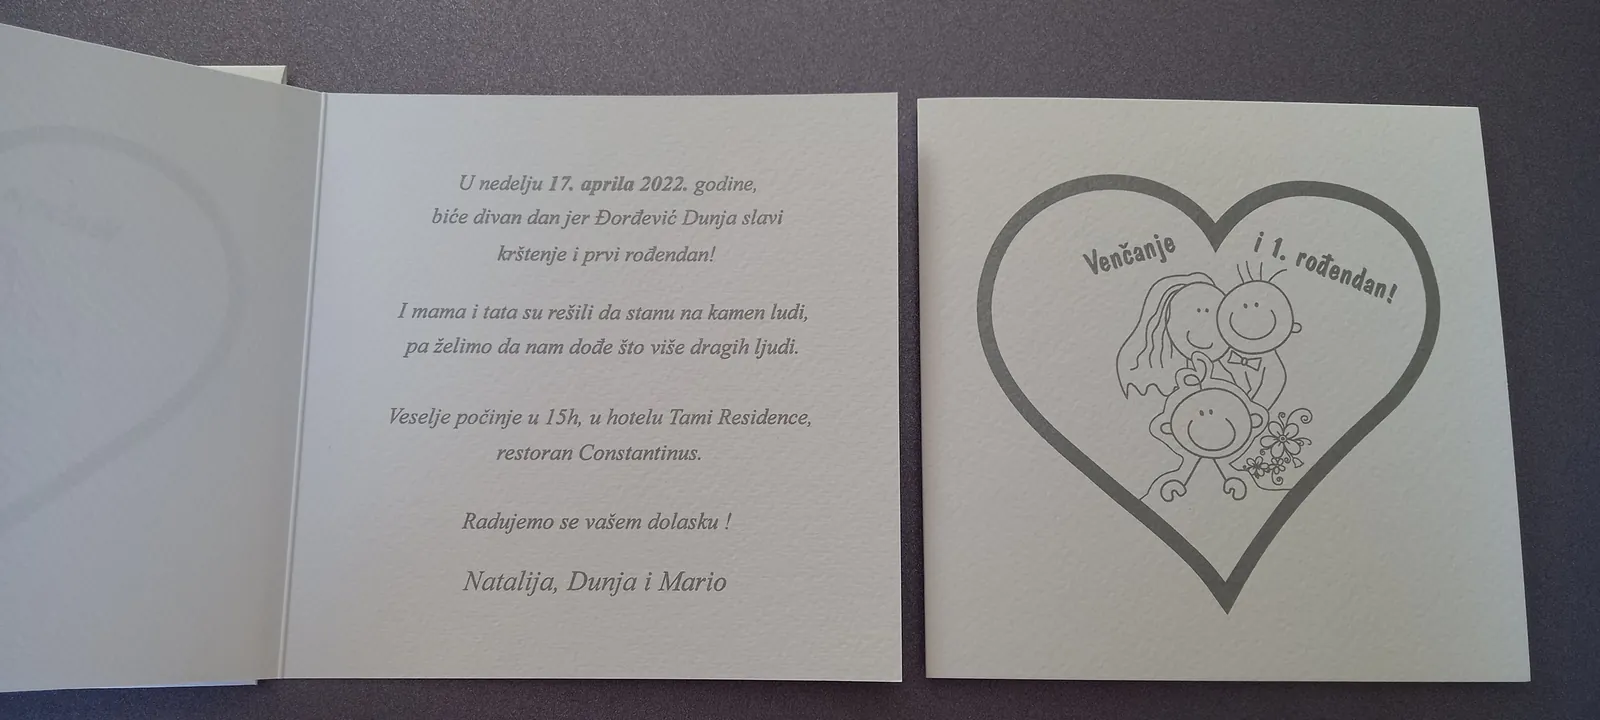 U nedelju 17. aprila 2022. godine,
biće divan dan jer Đorđević Dunja slavi
krštenje i prvi rođendan!
I mama i tata su rešili da stanu na kamen ludi,
pa želimo da nam dođe što više dragih ljudi.
Veselje počinje u 15h, u hotelu Tami Residence,
restoran Constantinus.
Radujemo se vašem dolasku !
Natalija, Dunja i Mario
Venčanje i 1. rođendan!